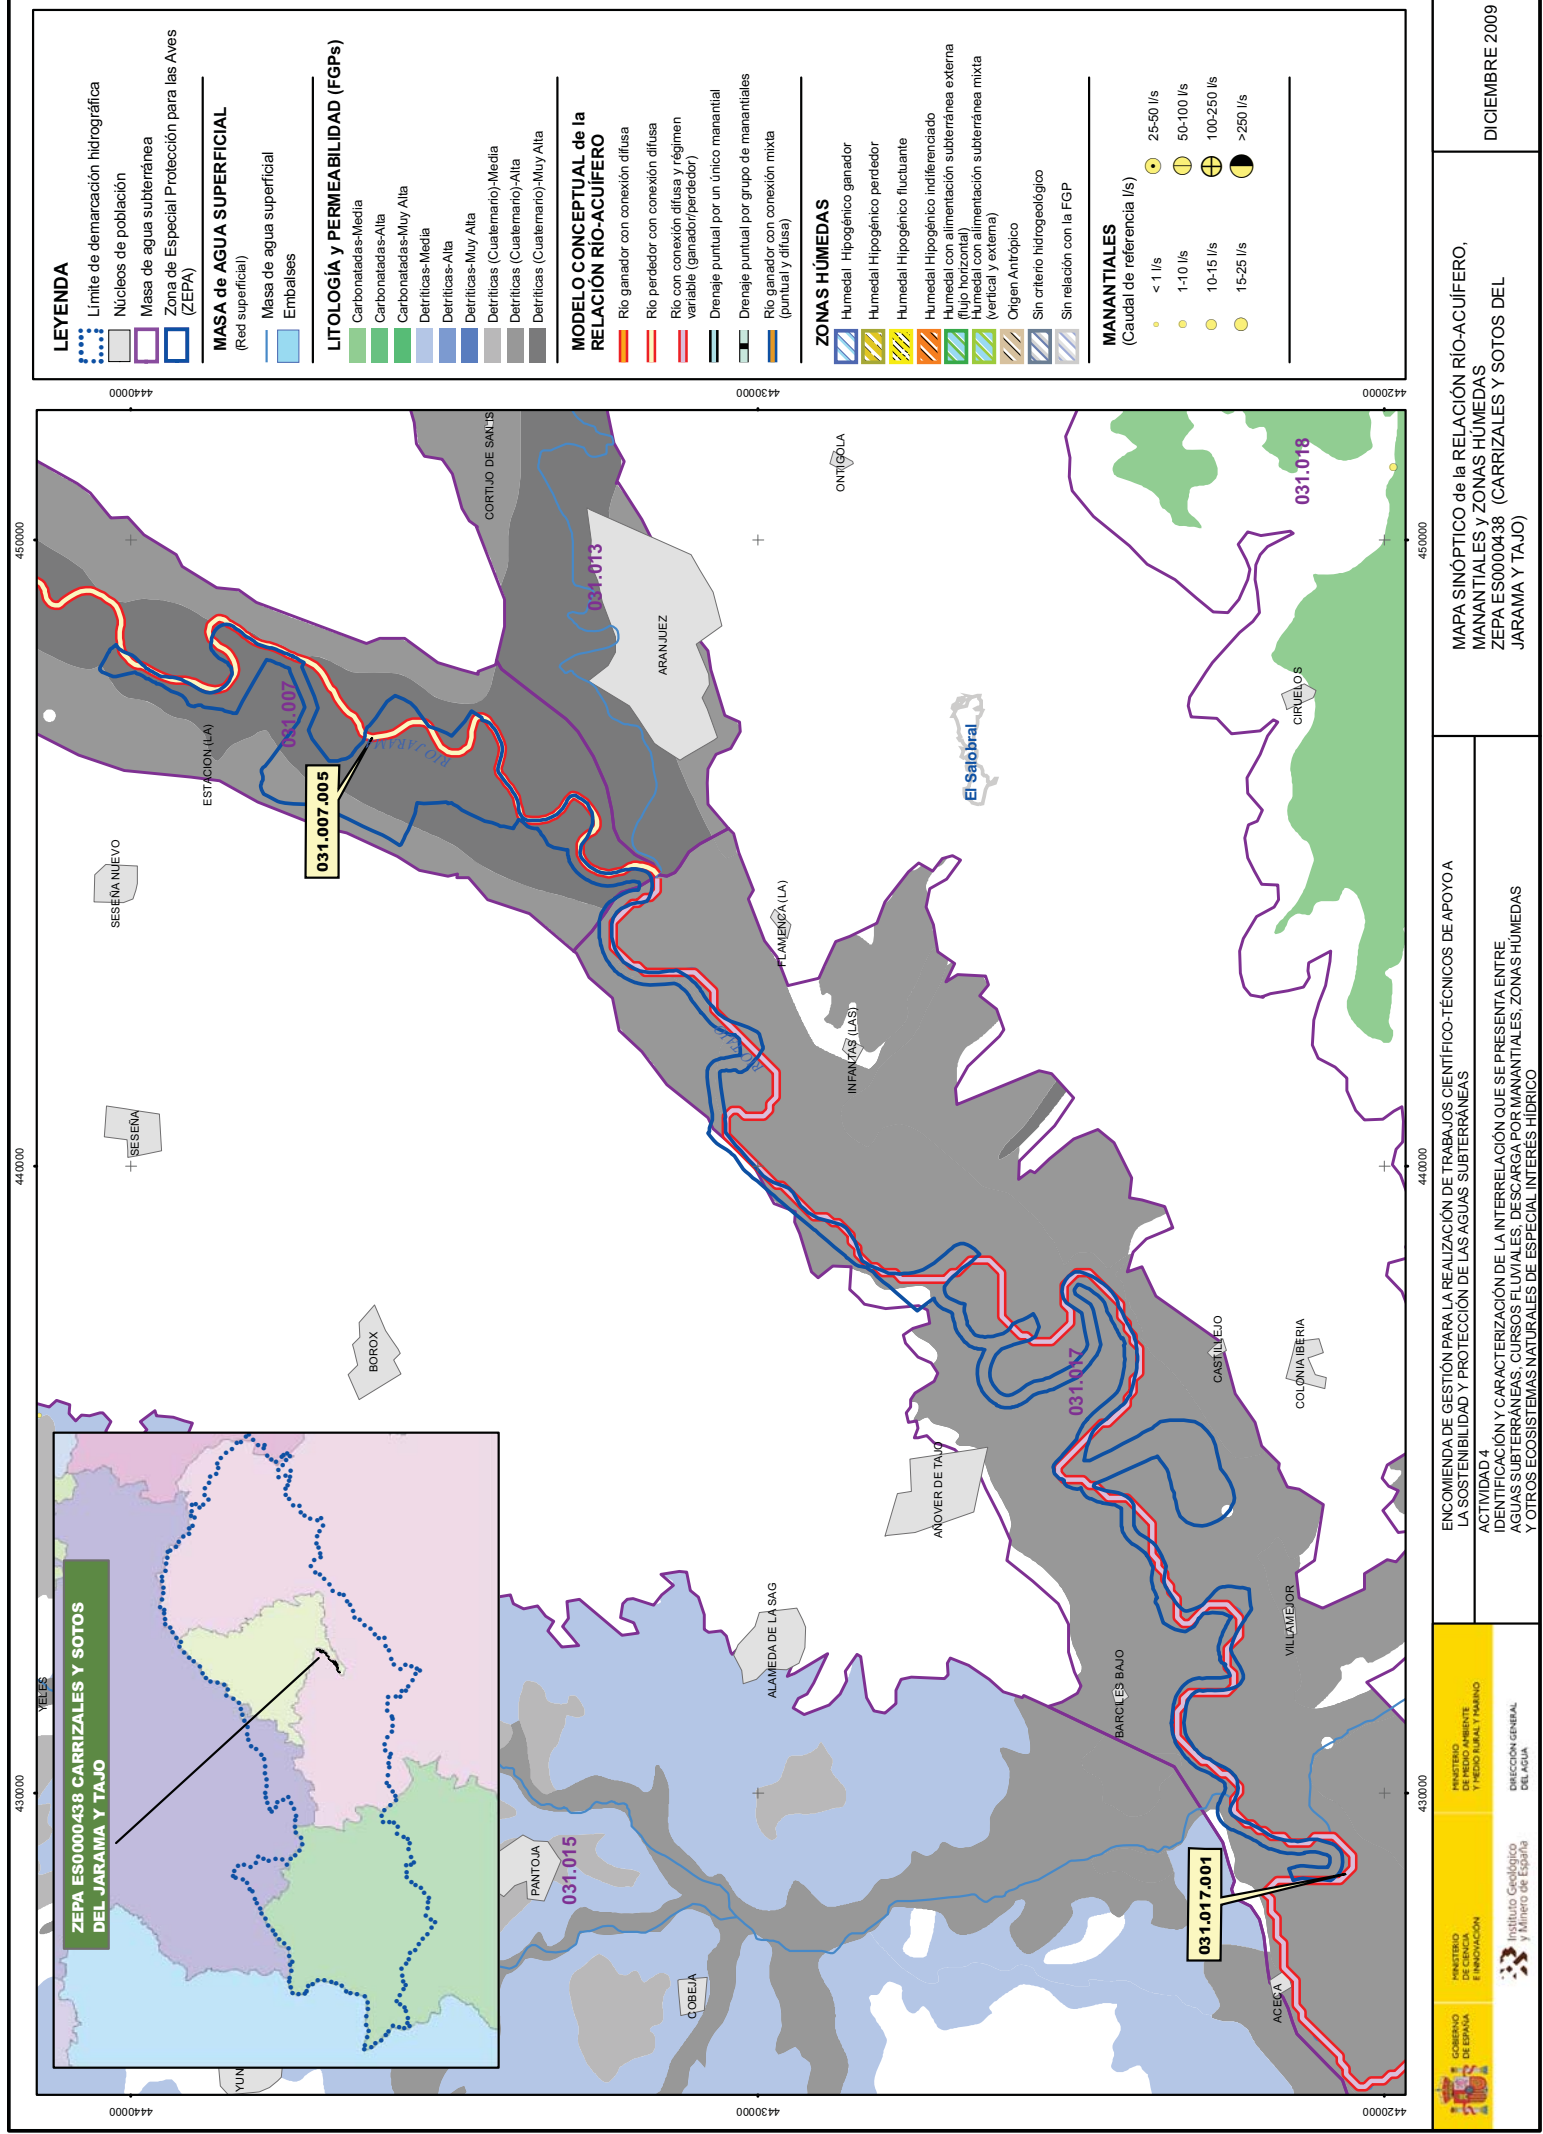 LEYENDA
Límite de demarcación hidrográfica
Núcleos de población
Masa de agua subterránea
Zona de Especial Protección para las Aves
(ZEPA)
MASA de AGUA SUPERFICIAL
(Red superficial)
Masa de agua superficial
Embalses
LITOLOGÍA y PERMEABILIDAD (FGPs)
Carbonatadas-Media
Carbonatadas-Alta
Carbonatadas-Muy Alta
Detríticas-Media
Detríticas-Alta
Detríticas-Muy Alta
Detríticas (Cuaternario)-Media
Detríticas (Cuaternario)-Alta
Detríticas (Cuaternario)-Muy Alta
MODELO CONCEPTUAL de la
RELACIÓN RÍO-ACUÍFERO
Río ganador con conexión difusa
Río perdedor con conexión difusa
Río con conexión difusa y régimen
variable (ganador/perdedor)
Drenaje puntual por un único manantial
Drenaje puntual por grupo de manantiales
Río ganador con conexión mixta
(puntual y difusa)
ZONAS HÚMEDAS
Humedal Hipogénico ganador
Humedal Hipogénico perdedor
Humedal Hipogénico fluctuante
Humedal Hipogénico indiferenciado
Humedal con alimentación subterránea externa
(flujo horizontal)
Humedal con alimentación subterránea mixta
(vertical y externa)
Origen Antrópico
Sin criterio hidrogeológico
Sin relación con la FGP
MANANTIALES
(Caudal de referencia l/s)
< 1 l/s
1-10 l/s
10-15 l/s
15-25 l/s
25-50 l/s
50-100 l/s
100-250 l/s
>250 l/s
ZEPA ES0000438 CARRIZALES Y SOTOS
DEL JARAMA Y TAJO
430000
440000
450000
430000
440000
450000
4440000
4430000
4420000
4440000
4430000
4420000
YELES
YUN
SESEÑA NUEVO
SESEÑA
BOROX
ESTACION (LA)
031.007
031.007.005
RÍO JARAM
CORTIJO DE SAN IS
031.013
ARANJUEZ
ONTIGOLA
031.018
El Salobral
CIRUELOS
FLAMENCA (LA)
INFANTAS (LAS)
RÍO TAJO
031.017
AÑOVER DE TAJO
CASTILLEJO
COLONIA IBERIA
ALAMEDA DE LA SAG
VILLAMEJOR
BARCILES BAJO
PANTOJA
031.015
COBEJA
031.017.001
ACECA
GOBIERNO
DE ESPAÑA
MINISTERIO
DE CIENCIA
E INNOVACIÓN
MINISTERIO
DE MEDIO AMBIENTE
Y MEDIO RURAL Y MARINO
Instituto Geológico
y Minero de España
DIRECCIÓN GENERAL
DEL AGUA
ENCOMIENDA DE GESTIÓN PARA LA REALIZACIÓN DE TRABAJOS CIENTÍFICO-TÉCNICOS DE APOYO A
LA SOSTENIBILIDAD Y PROTECCIÓN DE LAS AGUAS SUBTERRÁNEAS
ACTIVIDAD 4
IDENTIFICACIÓN Y CARACTERIZACIÓN DE LA INTERRELACIÓN QUE SE PRESENTA ENTRE
AGUAS SUBTERRÁNEAS, CURSOS FLUVIALES, DESCARGA POR MANANTIALES, ZONAS HÚMEDAS
Y OTROS ECOSISTEMAS NATURALES DE ESPECIAL INTERÉS HÍDRICO
MAPA SINÓPTICO de la RELACIÓN RÍO-ACUÍFERO,
MANANTIALES y ZONAS HÚMEDAS
ZEPA ES0000438 (CARRIZALES Y SOTOS DEL
JARAMA Y TAJO)
DICIEMBRE 2009